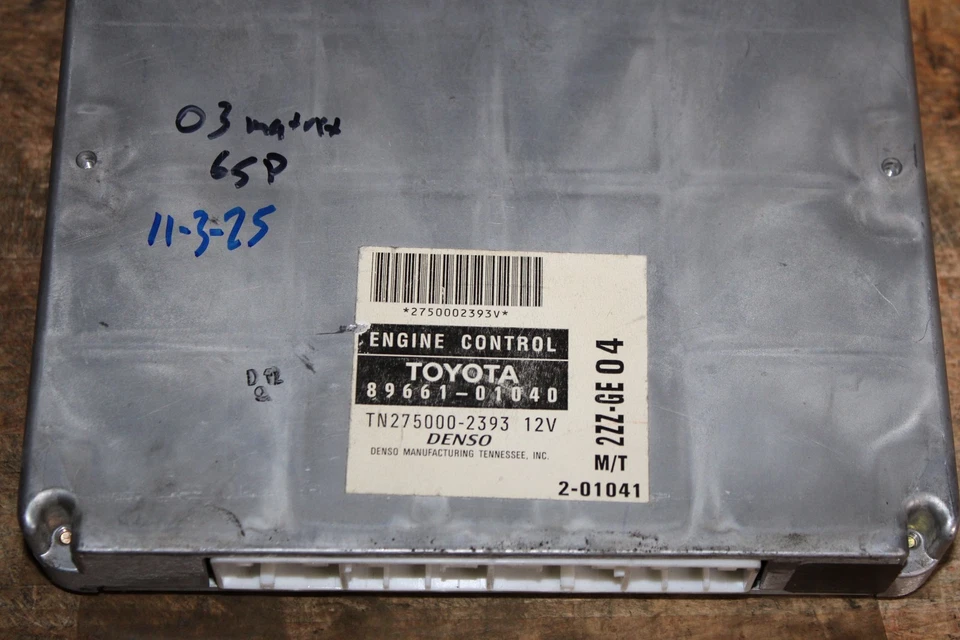 03 matrix
GSP
11-3-25
*2750002393V*
ENGINE CONTROL
TOYOTA
89661-01040
TN275000-2393 12V
DENSO
DENSO MANUFACTURING TENNESSEE, INC.
2ZZ-GE 04
M/T
2-01041